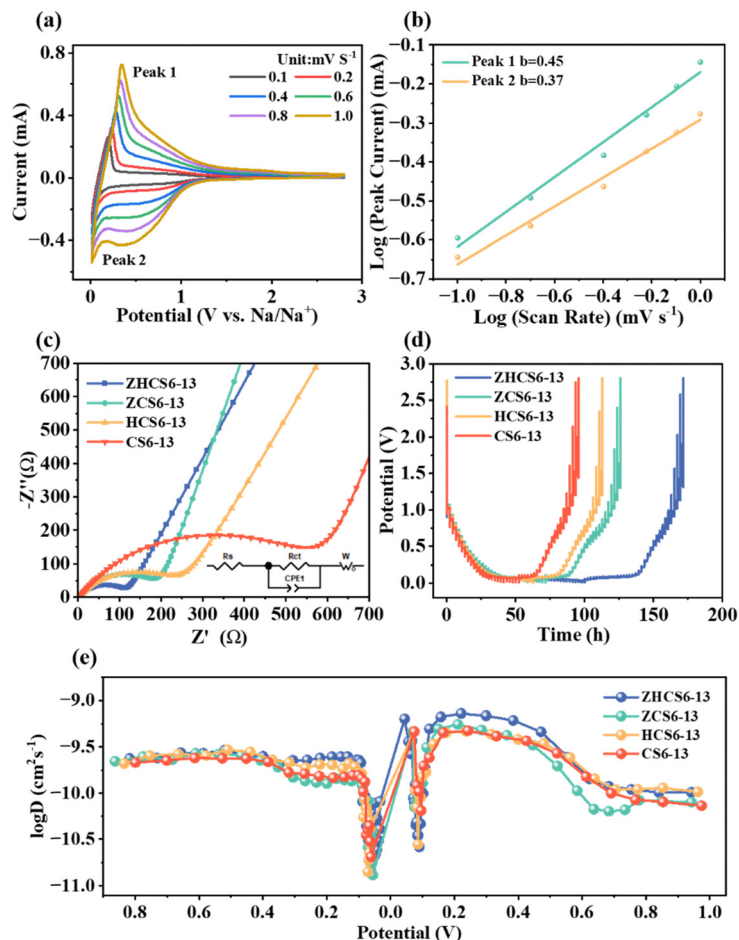 (a)
Unit:mV S⁻¹
0.1 0.2
0.4 0.6
0.8 1.0
Peak 1
Peak 2
0.8
0.4
0.0
−0.4
Current (mA)
0 1 2 3
Potential (V vs. Na/Na⁺)
(b)
Peak 1 b=0.45
Peak 2 b=0.37
−0.1
−0.2
−0.3
−0.4
−0.5
−0.6
−0.7
Log (Peak Current) (mA)
−1.0 −0.8 −0.6 −0.4 −0.2 0.0
Log (Scan Rate) (mV s⁻¹)
(c)
ZHCS6-13
ZCS6-13
HCS6-13
CS6-13
700
600
500
400
300
200
100
0
-Z''(Ω)
Rs Rct W
CPE1
0 100 200 300 400 500 600 700
Z' (Ω)
(d)
ZHCS6-13
ZCS6-13
HCS6-13
CS6-13
3.0
2.5
2.0
1.5
1.0
0.5
0.0
Potential (V)
0 50 100 150 200
Time (h)
(e)
ZHCS6-13
ZCS6-13
HCS6-13
CS6-13
−9.0
−9.5
−10.0
−10.5
−11.0
logD (cm²s⁻¹)
0.8 0.6 0.4 0.2 0.0 0.2 0.4 0.6 0.8 1.0
Potential (V)